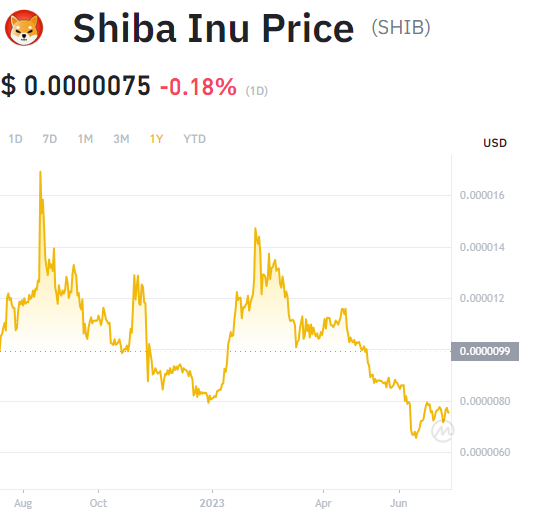 Shiba Inu Price (SHIB)
$ 0.0000075 -0.18% (1D)
1D 7D 1M 3M 1Y YTD
USD
0.000016
0.000014
0.000012
0.0000099
0.0000080
0.0000060
Aug Oct 2023 Apr Jun